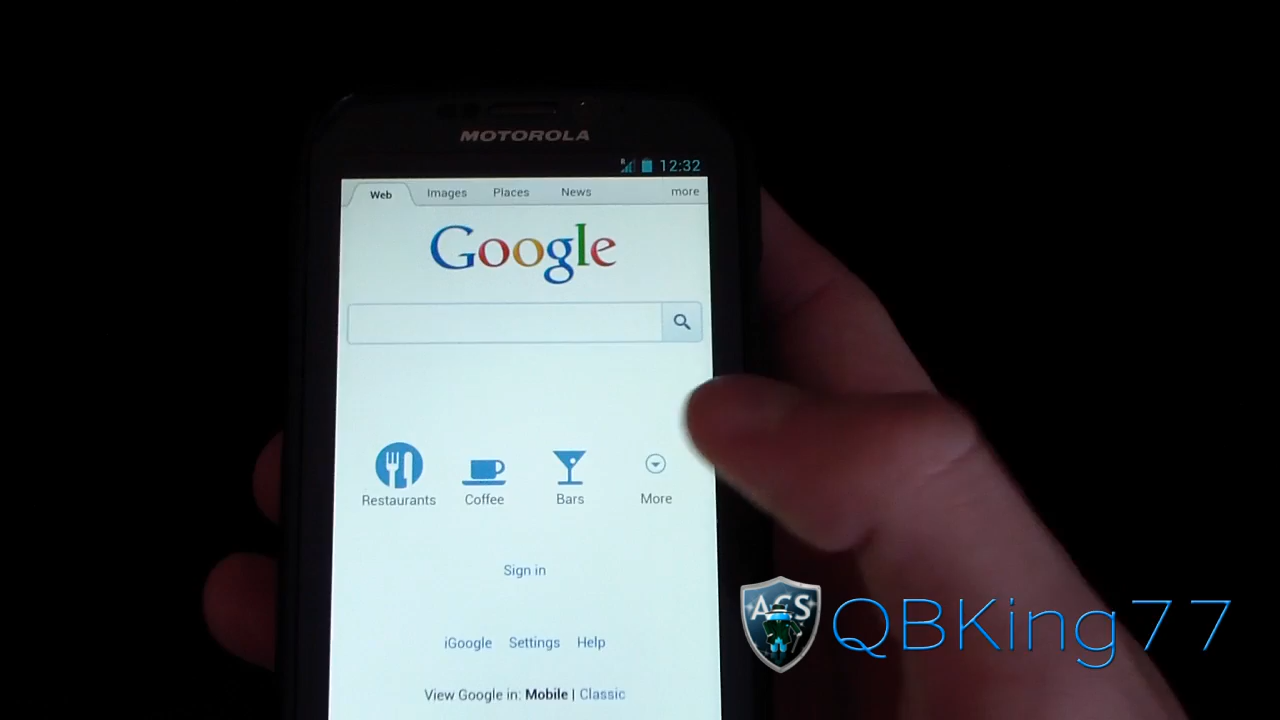 MOTOROLA
R 12:32
Web Images Places News more
Google
Restaurants Coffee Bars More
Sign in
iGoogle Settings Help
View Google in: Mobile | Classic
ACS QBKing77